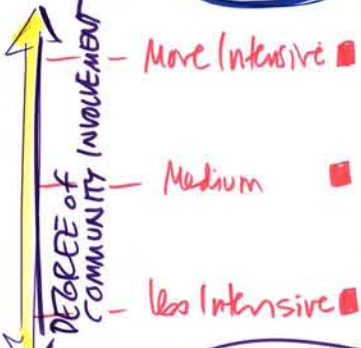 DEGREE OF
COMMUNITY INVOLVEMENT
More Intensive
Medium
less Intensive